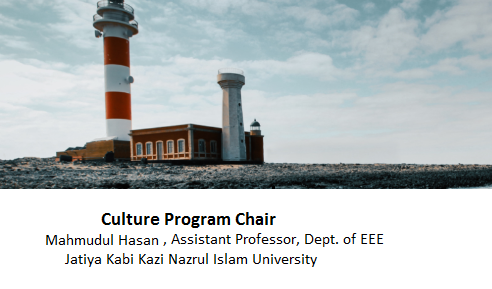 Culture Program Chair
Mahmudul Hasan , Assistant Professor, Dept. of EEE
Jatiya Kabi Kazi Nazrul Islam University